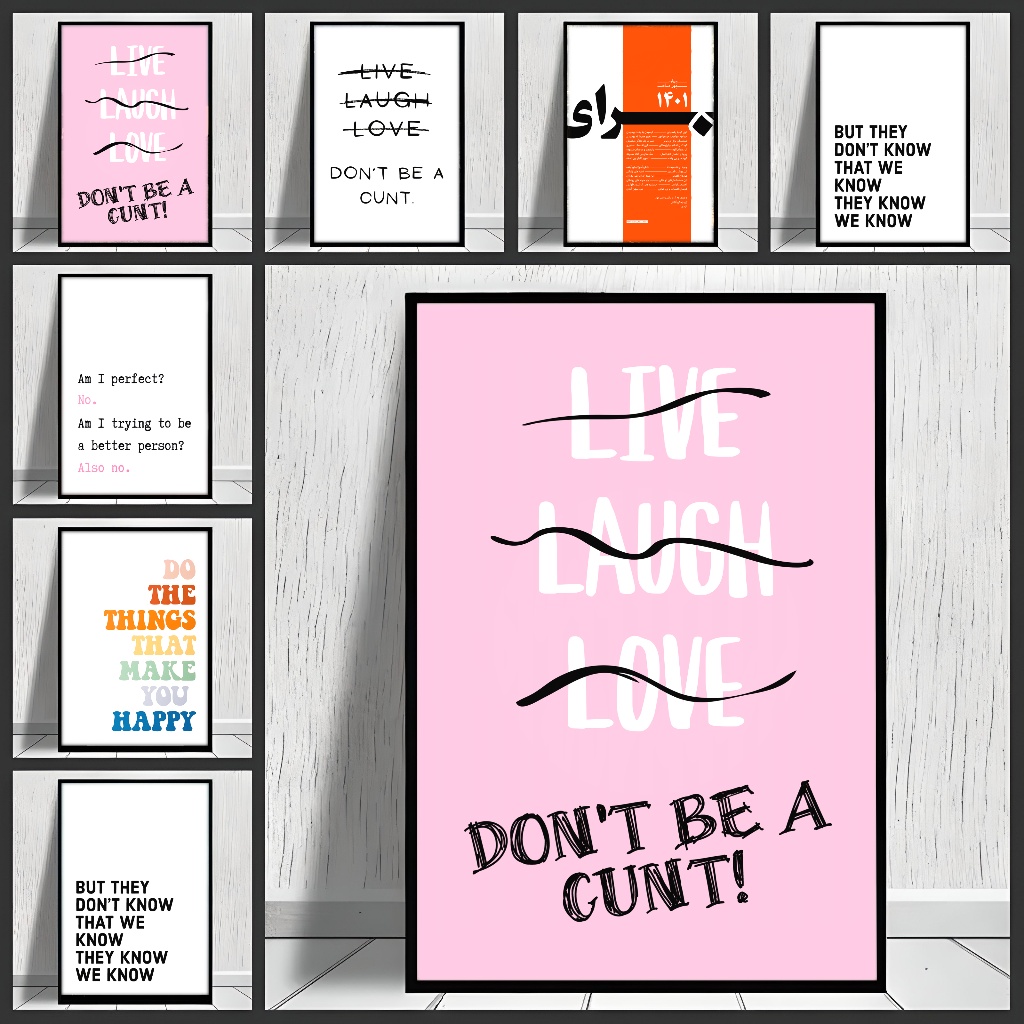 LIVE
LAUGH
LOVE
DON'T BE A
CUNT!
LIVE
LAUGH
LOVE
DON'T BE A
CUNT.
۱۴۰۱
برای
BUT THEY
DON'T KNOW
THAT WE
KNOW
THEY KNOW
WE KNOW
Am I perfect?
No.
Am I trying to be
a better person?
Also no.
DO
THE
THINGS
THAT
MAKE
YOU
HAPPY
BUT THEY
DON'T KNOW
THAT WE
KNOW
THEY KNOW
WE KNOW
LIVE
LAUGH
LOVE
DON'T BE A
CUNT!